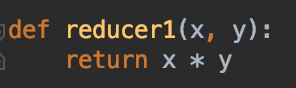 def reducer1(x, y):
    return x * y